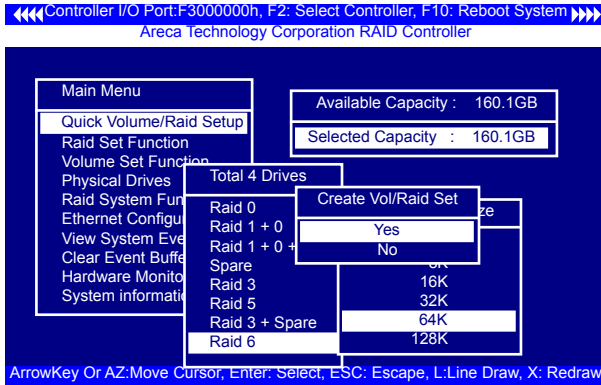 Controller I/O Port:F3000000h, F2: Select Controller, F10: Reboot System
Areca Technology Corporation RAID Controller
Main Menu
Quick Volume/Raid Setup
Raid Set Function
Volume Set Function
Physical Drives
Raid System Fun
Ethernet Configu
View System Eve
Clear Event Buffe
Hardware Monito
System informati
Available Capacity : 160.1GB
Selected Capacity : 160.1GB
Total 4 Drives
Raid 0
Raid 1 + 0
Raid 1 + 0 +
Spare
Raid 3
Raid 5
Raid 3 + Spare
Raid 6
Create Vol/Raid Set
Yes
No
ze
16K
32K
64K
128K
ArrowKey Or AZ:Move Cursor, Enter: Select, ESC: Escape, L:Line Draw, X: Redraw